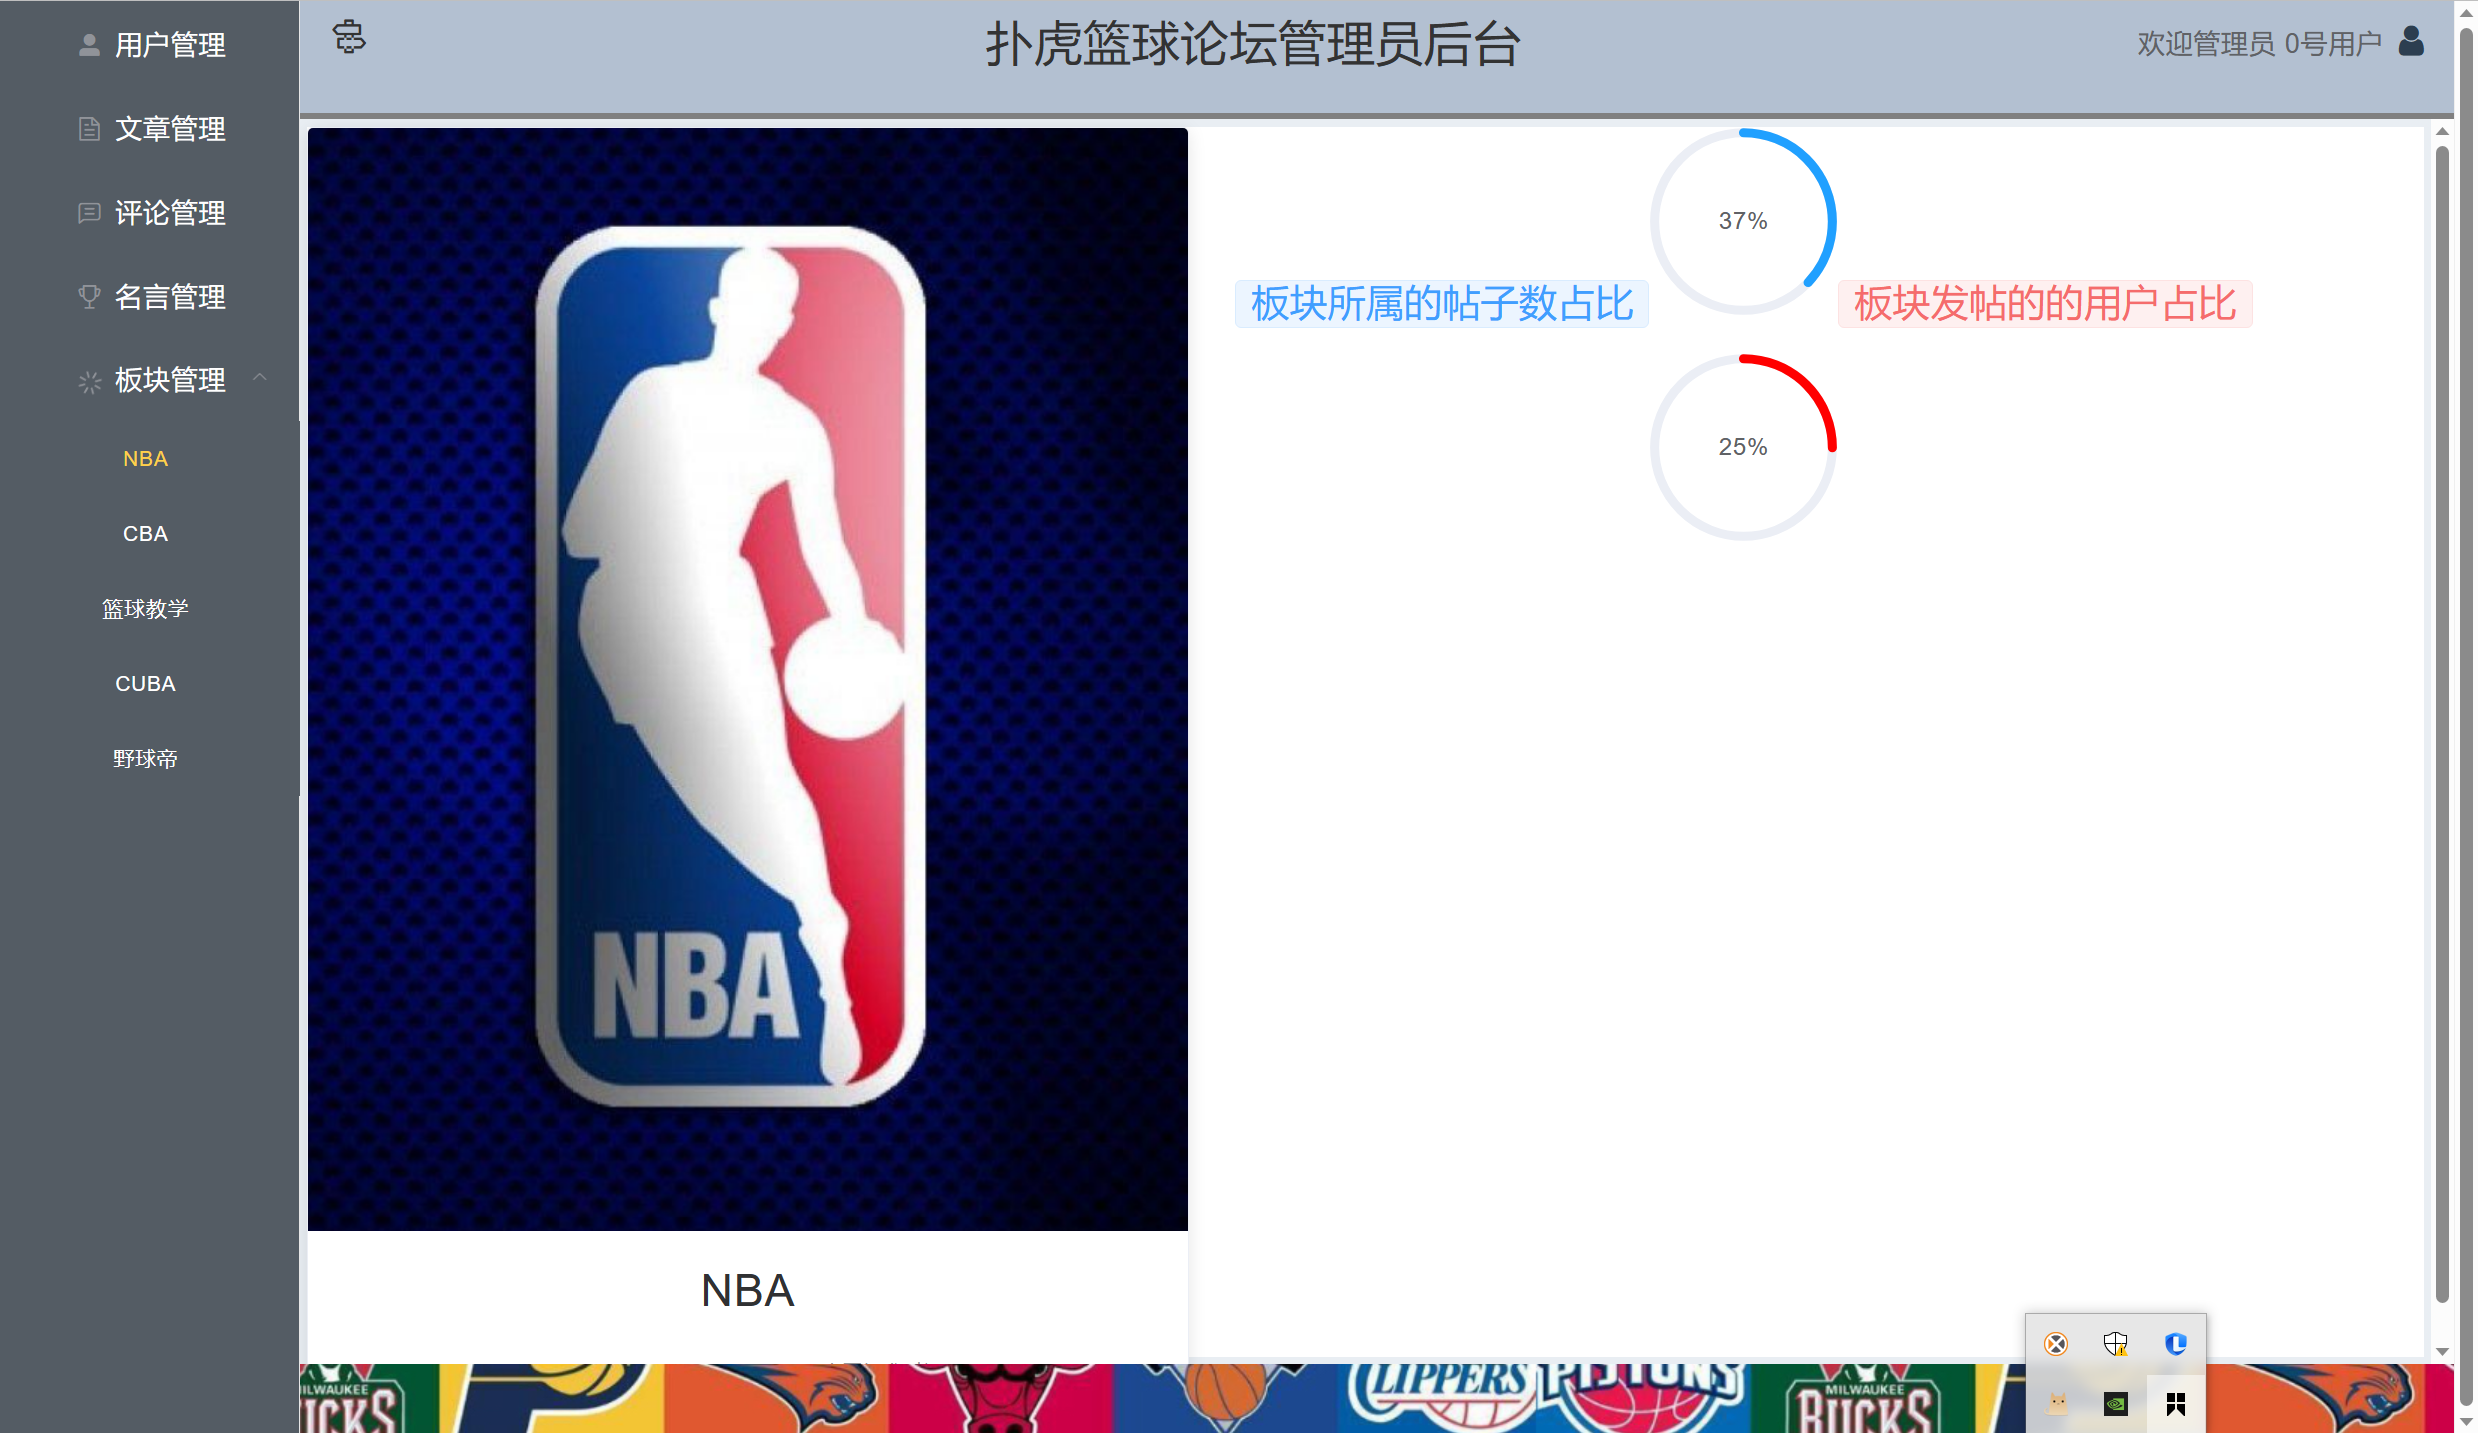 用户管理
文章管理
评论管理
名言管理
板块管理
NBA
CBA
篮球教学
CUBA
野球帝
扑虎篮球论坛管理员后台
欢迎管理员 0号用户
NBA
37%
板块所属的帖子数占比
板块发帖的的用户占比
25%
NBA
CLIPPERS
PISTONS
MILWAUKEE
BUCKS